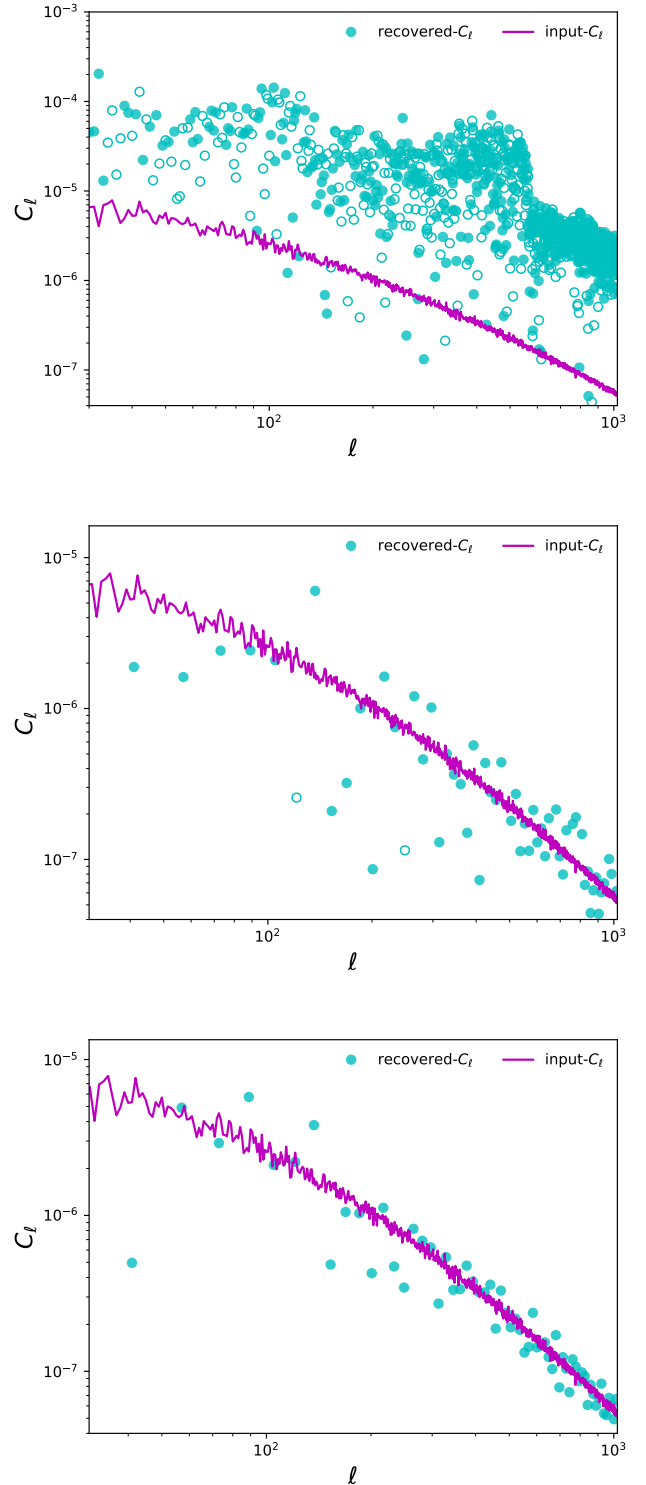 10⁻³
recovered-Cℓ input-Cℓ
10⁻⁴
10⁻⁵
Cℓ
10⁻⁶
10⁻⁷
10² 10³
ℓ
recovered-Cℓ input-Cℓ
10⁻⁵
Cℓ
10⁻⁶
10⁻⁷
10² 10³
ℓ
recovered-Cℓ input-Cℓ
10⁻⁵
10⁻⁶
Cℓ
10⁻⁷
10² 10³
ℓ